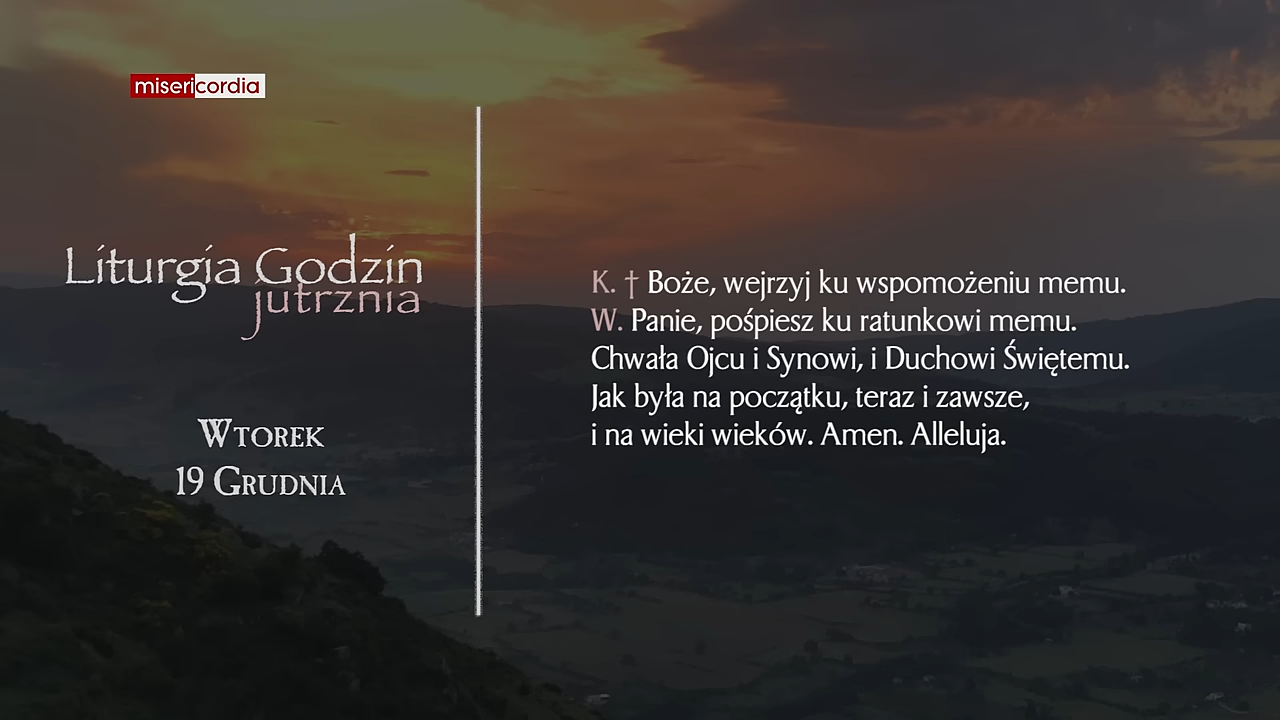 misericordia
Liturgia Godzin
jutrznia
Wtorek
19 Grudnia
K. † Boże, wejrzyj ku wspomożeniu memu.
W. Panie, pośpiesz ku ratunkowi memu.
Chwała Ojcu i Synowi, i Duchowi Świętemu.
Jak była na początku, teraz i zawsze,
i na wieki wieków. Amen. Alleluja.